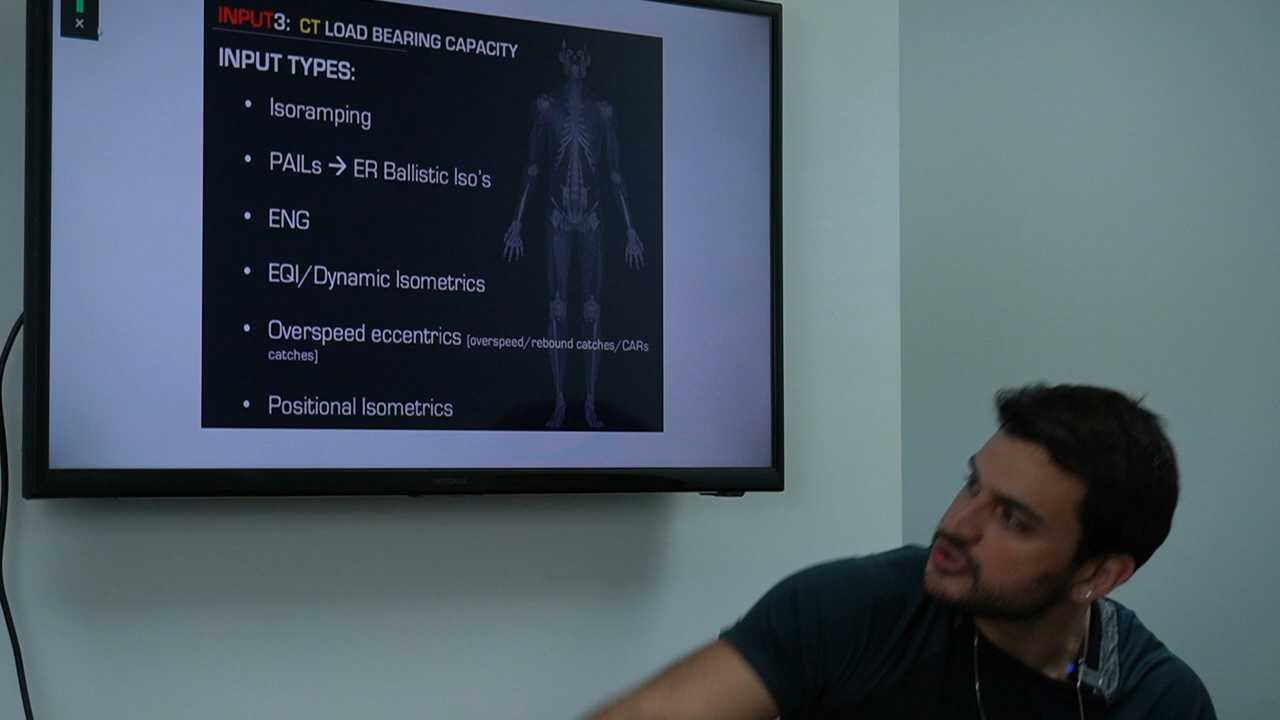 INPUT3: CT LOAD BEARING CAPACITY
INPUT TYPES:
• Isoramping
• PAILs → ER Ballistic Iso's
• ENG
• EQI/Dynamic Isometrics
• Overspeed eccentrics (overspeed/rebound catches/CARs
catches)
• Positional Isometrics
INSIGNIA